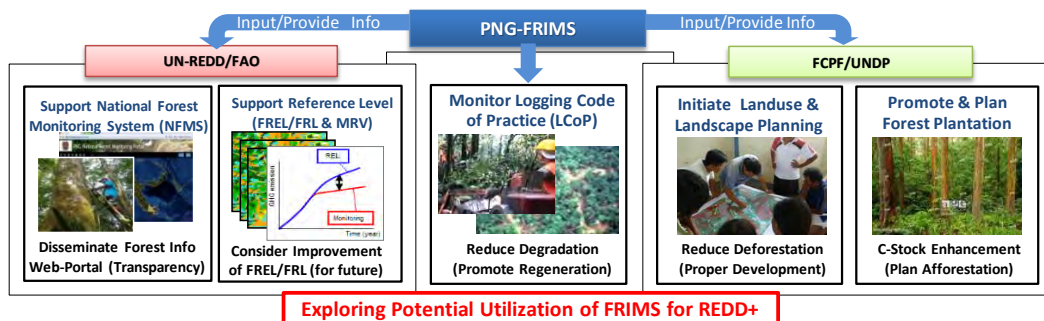 PNG-FRIMS
Input/Provide Info
Input/Provide Info
UN-REDD/FAO
FCPF/UNDP
Support National Forest
Monitoring System (NFMS)
Disseminate Forest Info
Web-Portal (Transparency)
Support Reference Level
(FREL/FRL & MRV)
REL
GHG emission
Monitoring
Time (year)
Consider Improvement
of FREL/FRL (for future)
Monitor Logging Code
of Practice (LCoP)
Reduce Degradation
(Promote Regeneration)
Initiate Landuse &
Landscape Planning
Reduce Deforestation
(Proper Development)
Promote & Plan
Forest Plantation
C-Stock Enhancement
(Plan Afforestation)
Exploring Potential Utilization of FRIMS for REDD+